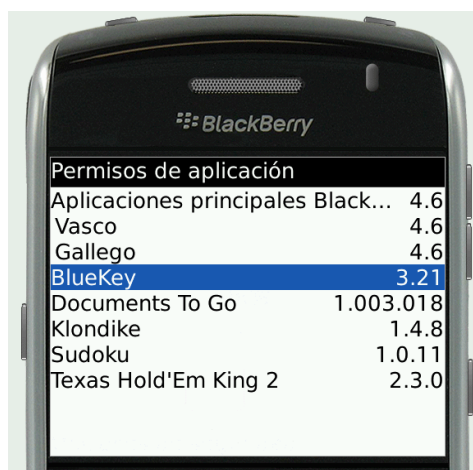 BlackBerry
Permisos de aplicación
Aplicaciones principales Black... 4.6
Vasco 4.6
Gallego 4.6
BlueKey 3.21
Documents To Go 1.003.018
Klondike 1.4.8
Sudoku 1.0.11
Texas Hold'Em King 2 2.3.0